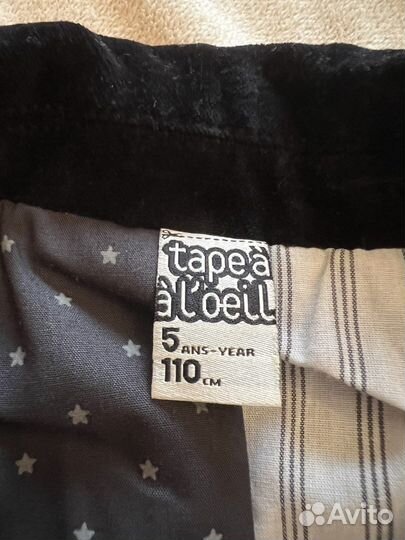 tape à
à l'oeil
5 ANS-YEAR
110 CM
Avito